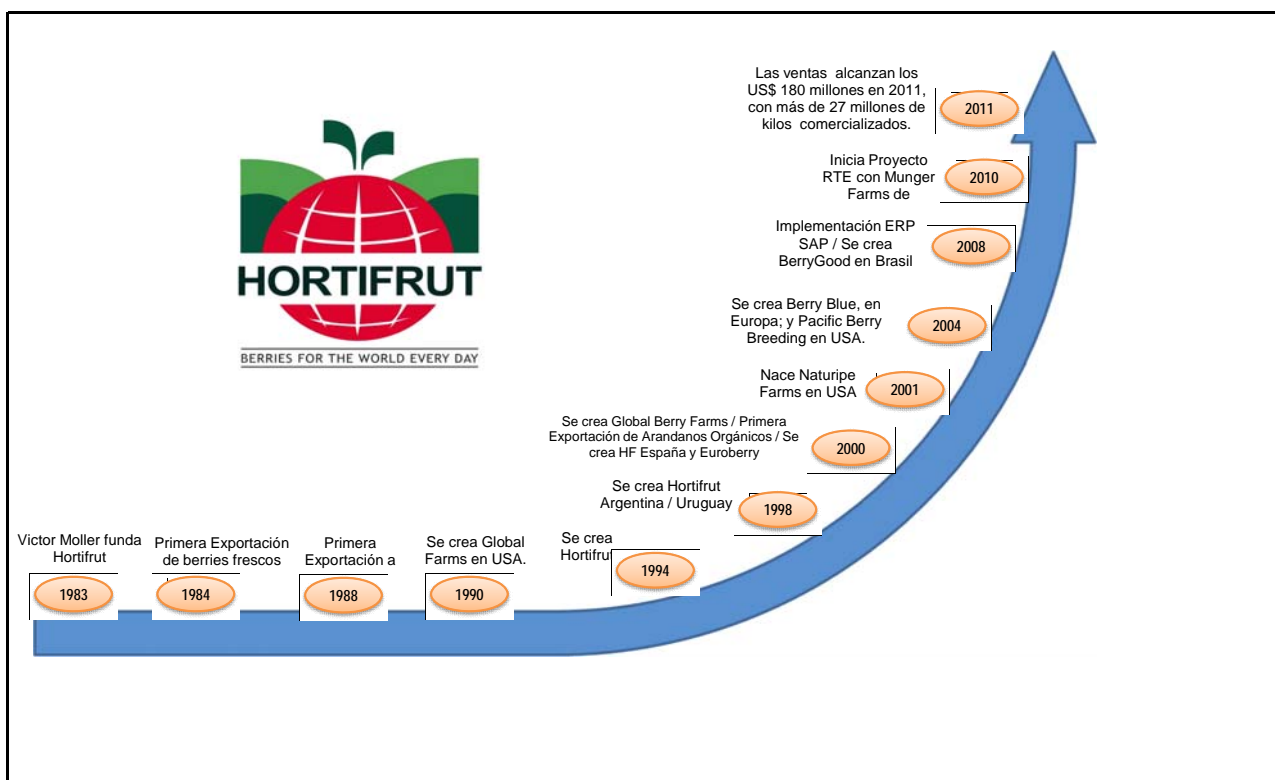 HORTIFRUT
BERRIES FOR THE WORLD EVERY DAY
Victor Moller funda
Hortifrut
1983
Primera Exportación
de berries frescos
1984
Primera
Exportación a
1988
Se crea Global
Farms en USA.
1990
Se crea
Hortifrut
1994
Se crea Hortifrut
Argentina / Uruguay
1998
Se crea Global Berry Farms / Primera
Exportación de Arandanos Orgánicos / Se
crea HF España y Euroberry
2000
Nace Naturipe
Farms en USA
2001
Se crea Berry Blue, en
Europa; y Pacific Berry
Breeding en USA.
2004
Implementación ERP
SAP / Se crea
BerryGood en Brasil
2008
Inicia Proyecto
RTE con Munger
Farms de
2010
Las ventas alcanzan los
US$ 180 millones en 2011,
con más de 27 millones de
kilos comercializados.
2011